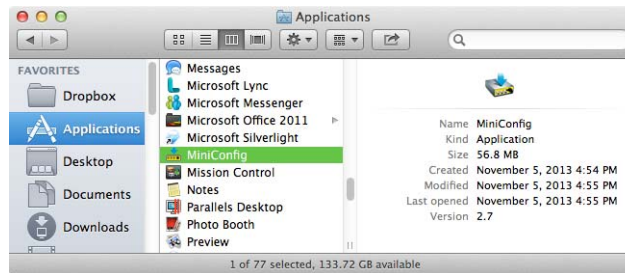 Applications
FAVORITES
Dropbox
Applications
Desktop
Documents
Downloads
Messages
Microsoft Lync
Microsoft Messenger
Microsoft Office 2011
Microsoft Silverlight
MiniConfig
Mission Control
Notes
Parallels Desktop
Photo Booth
Preview
Name MiniConfig
Kind Application
Size 56.8 MB
Created November 5, 2013 4:54 PM
Modified November 5, 2013 4:55 PM
Last opened November 5, 2013 4:55 PM
Version 2.7
1 of 77 selected, 133.72 GB available